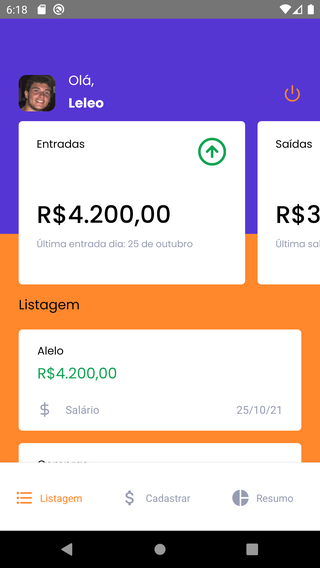 6:18
Olá,
Leleo
Entradas
Saídas
R$4.200,00
R$3
Última entrada dia: 25 de outubro
Última sa
Listagem
Alelo
R$4.200,00
Salário
25/10/21
Listagem
Cadastrar
Resumo